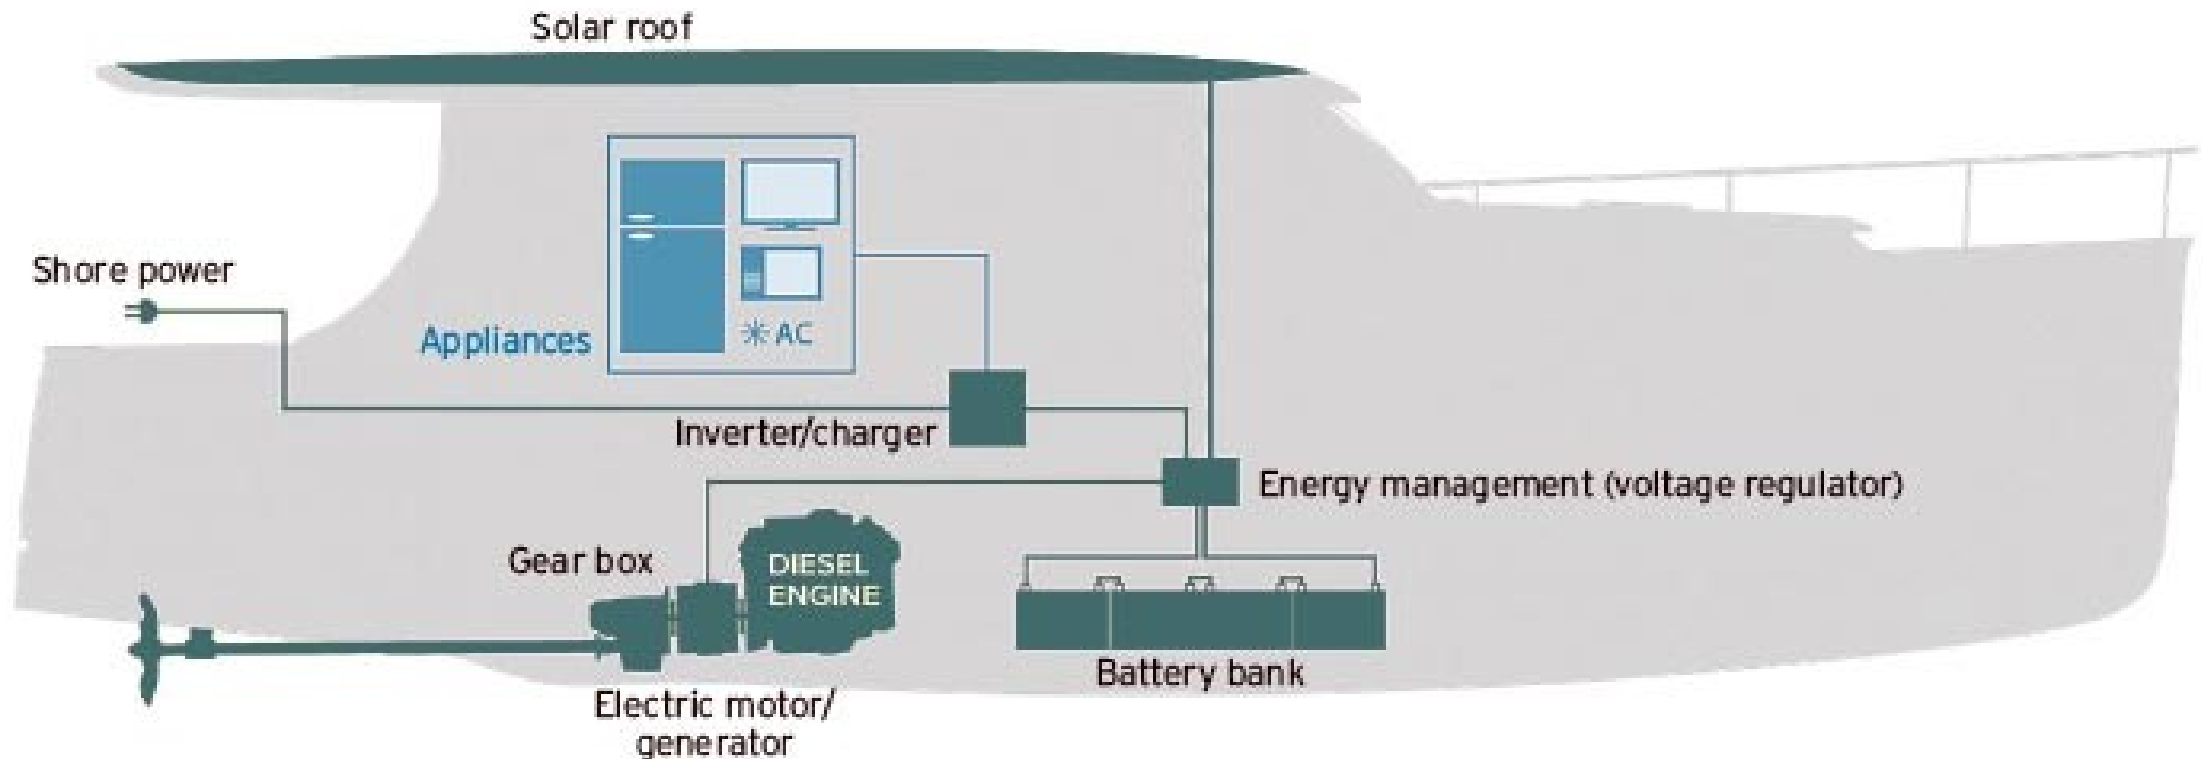 Solar roof
Shore power
Appliances
AC
Inverter/charger
Energy management (voltage regulator)
Gear box
DIESEL
ENGINE
Battery bank
Electric motor/
generator